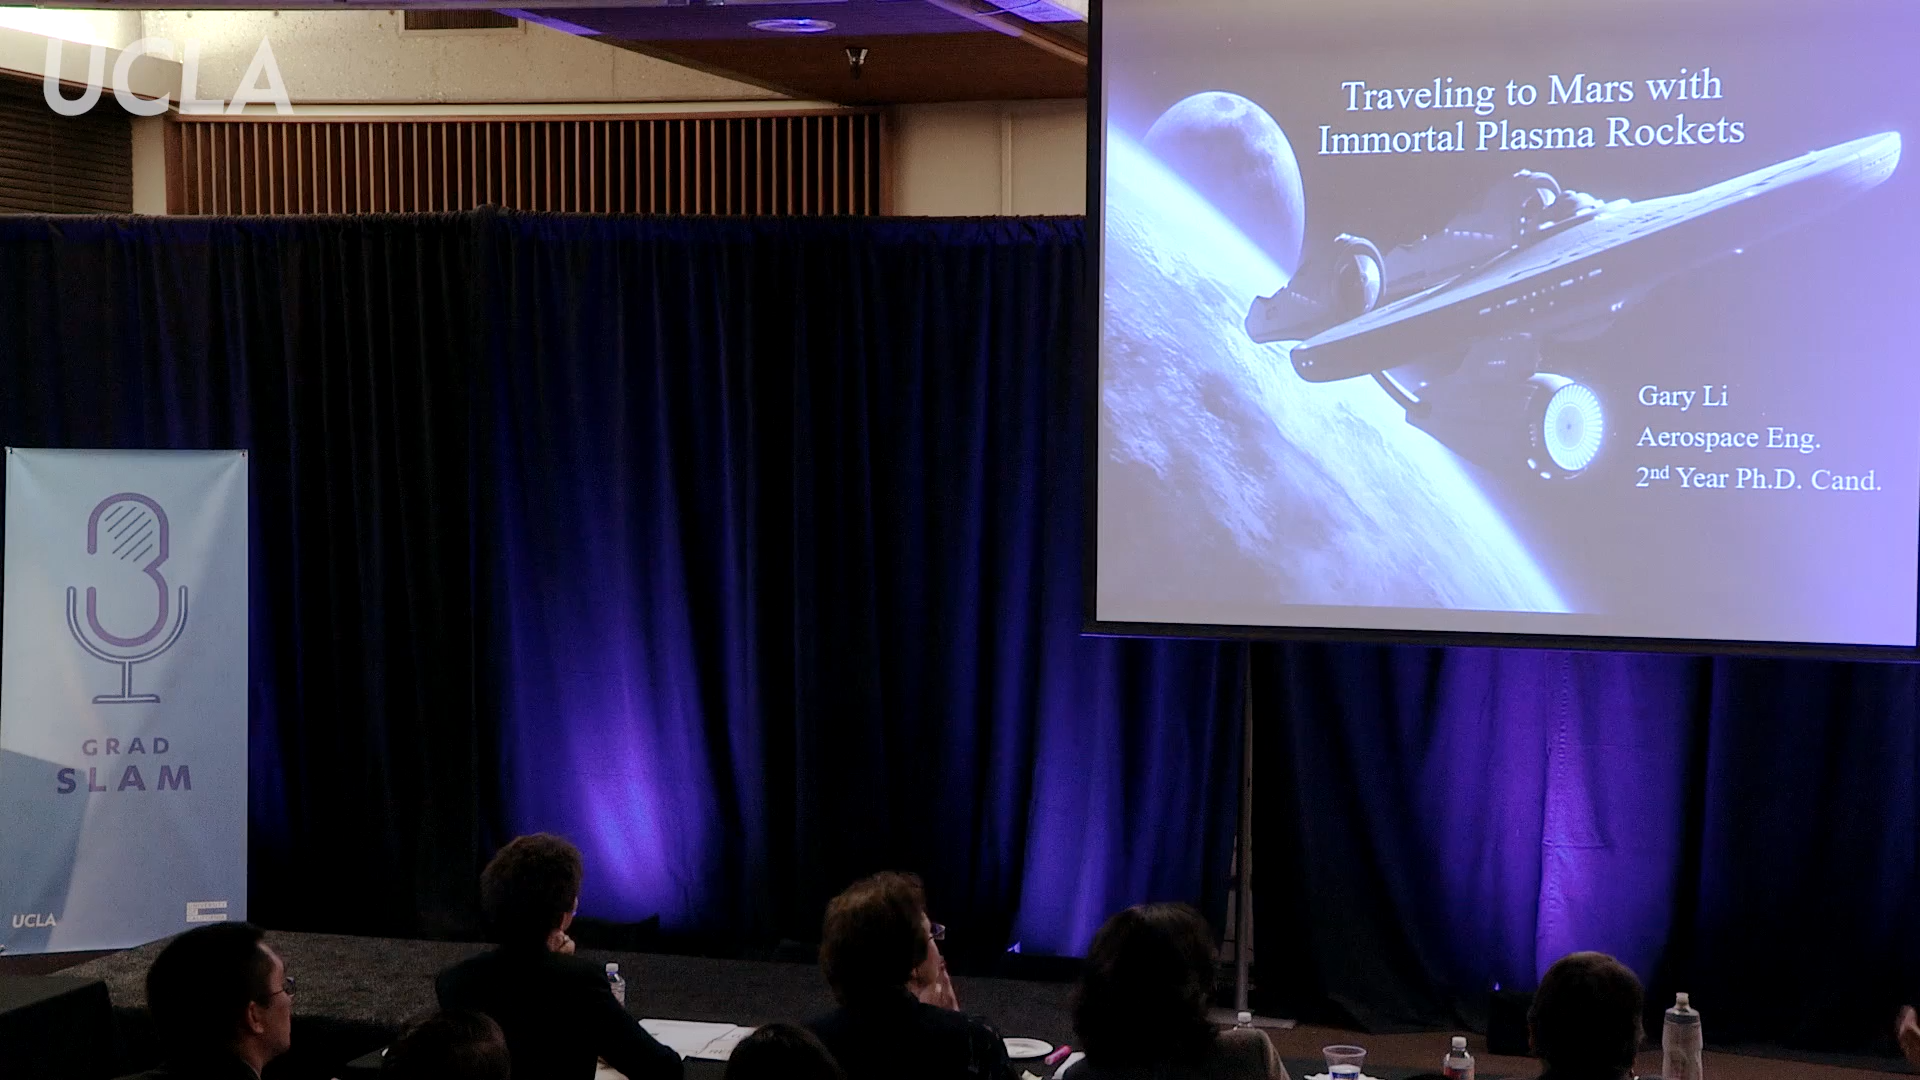 UCLA
Traveling to Mars with
Immortal Plasma Rockets
Gary Li
Aerospace Eng.
2nd Year Ph.D. Cand.
GRAD
SLAM
UCLA